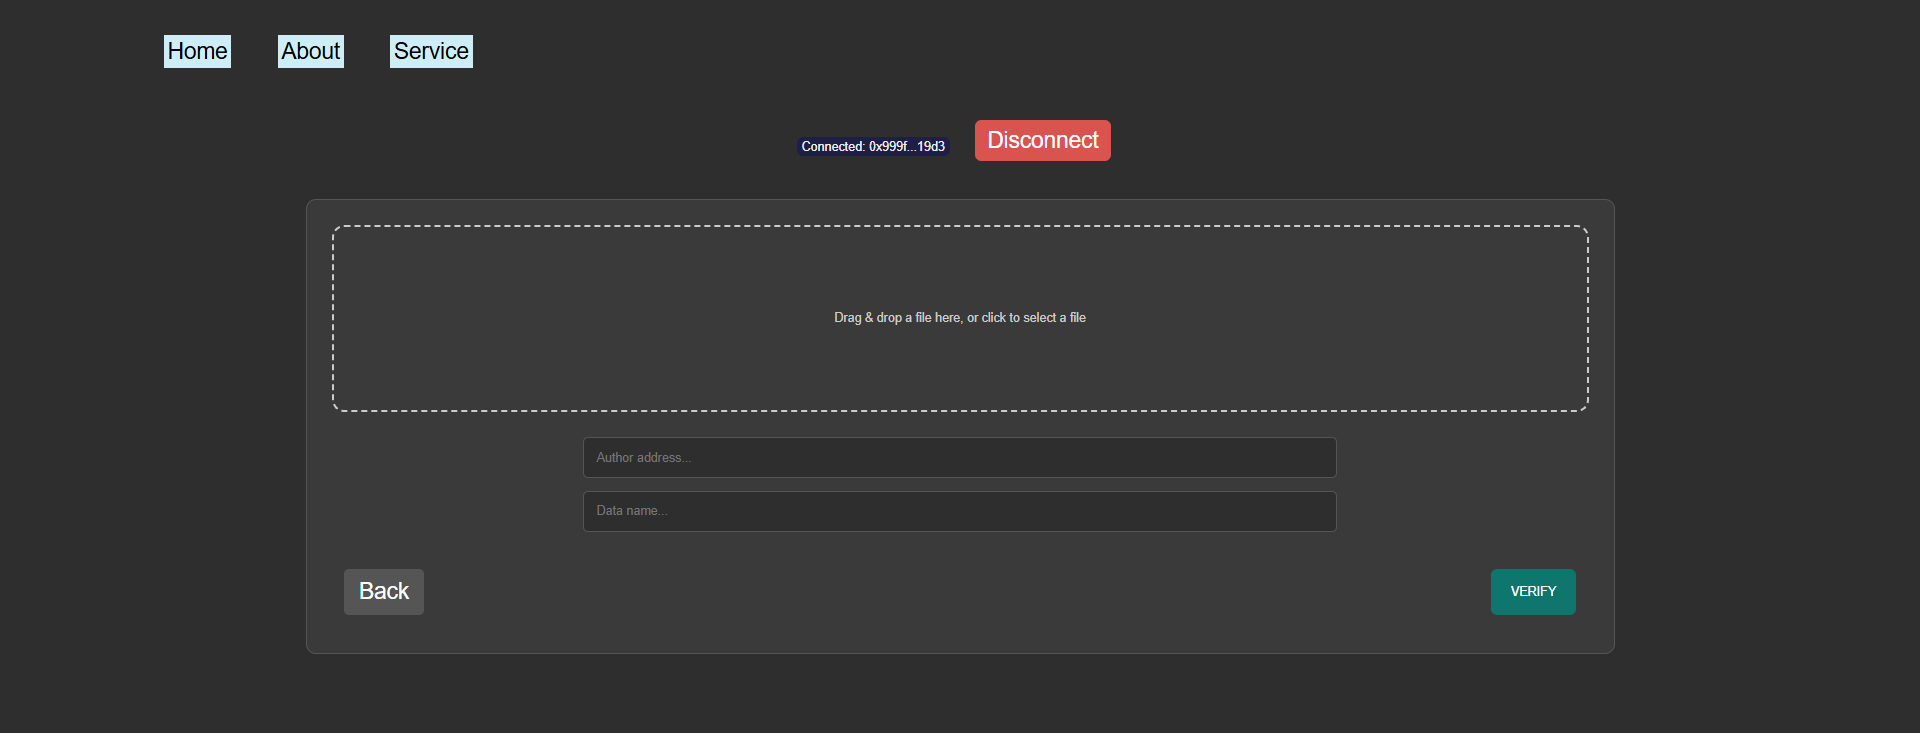 Home About Service
Connected: 0x999f...19d3 Disconnect
Drag & drop a file here, or click to select a file
Author address...
Data name...
Back VERIFY